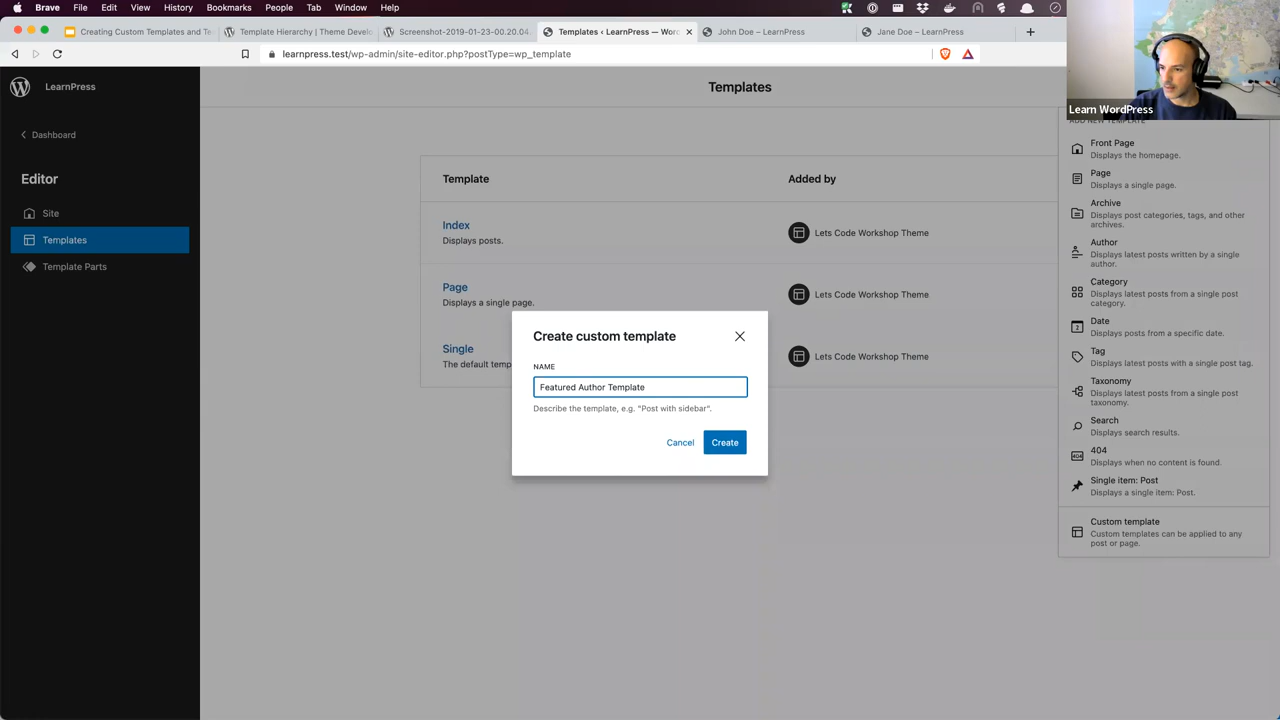 Brave File Edit View History Bookmarks People Tab Window Help
Creating Custom Templates and Te
Template Hierarchy | Theme Develo
Screenshot-2019-01-23-00.20.04.
Templates ‹ LearnPress — Wor
John Doe – LearnPress
Jane Doe – LearnPress
learnpress.test/wp-admin/site-editor.php?postType=wp_template
Learn WordPress
LearnPress
Dashboard
Editor
Site
Templates
Template Parts
Templates
Template Added by
Index
Displays posts.
Lets Code Workshop Theme
Page
Displays a single page.
Lets Code Workshop Theme
Single
The default temp
Lets Code Workshop Theme
Create custom template
NAME
Featured Author Template
Describe the template, e.g. "Post with sidebar".
Cancel Create
ADD NEW TEMPLATE
Front Page
Displays the homepage.
Page
Displays a single page.
Archive
Displays post categories, tags, and other
archives.
Author
Displays latest posts written by a single
author.
Category
Displays latest posts from a single post
category.
Date
Displays posts from a specific date.
Tag
Displays latest posts with a single post tag.
Taxonomy
Displays latest posts from a single post
taxonomy.
Search
Displays search results.
404
404
Displays when no content is found.
Single item: Post
Displays a single item: Post.
Custom template
Custom templates can be applied to any
post or page.